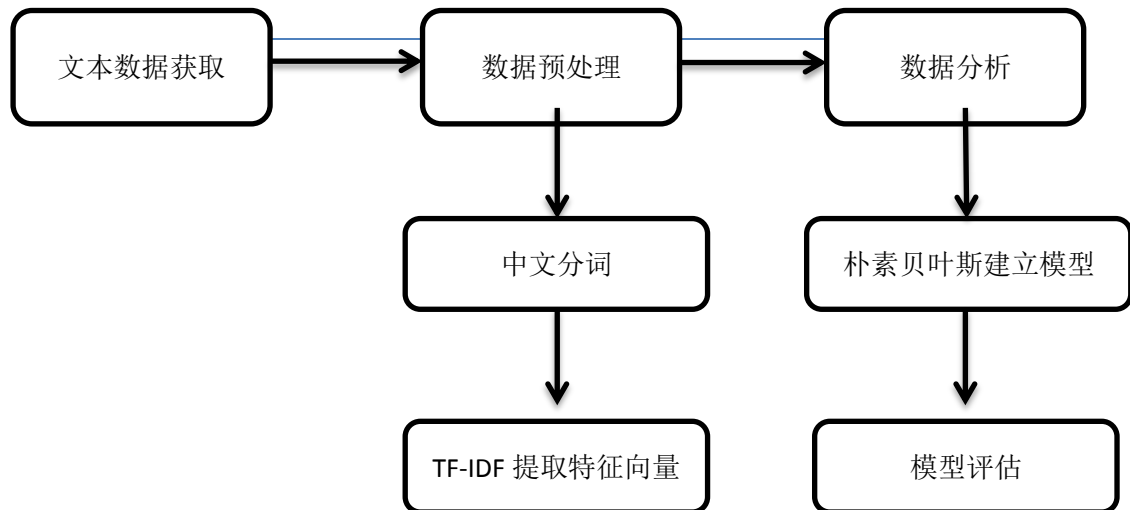 文本数据获取
数据预处理
数据分析
中文分词
朴素贝叶斯建立模型
TF-IDF 提取特征向量
模型评估